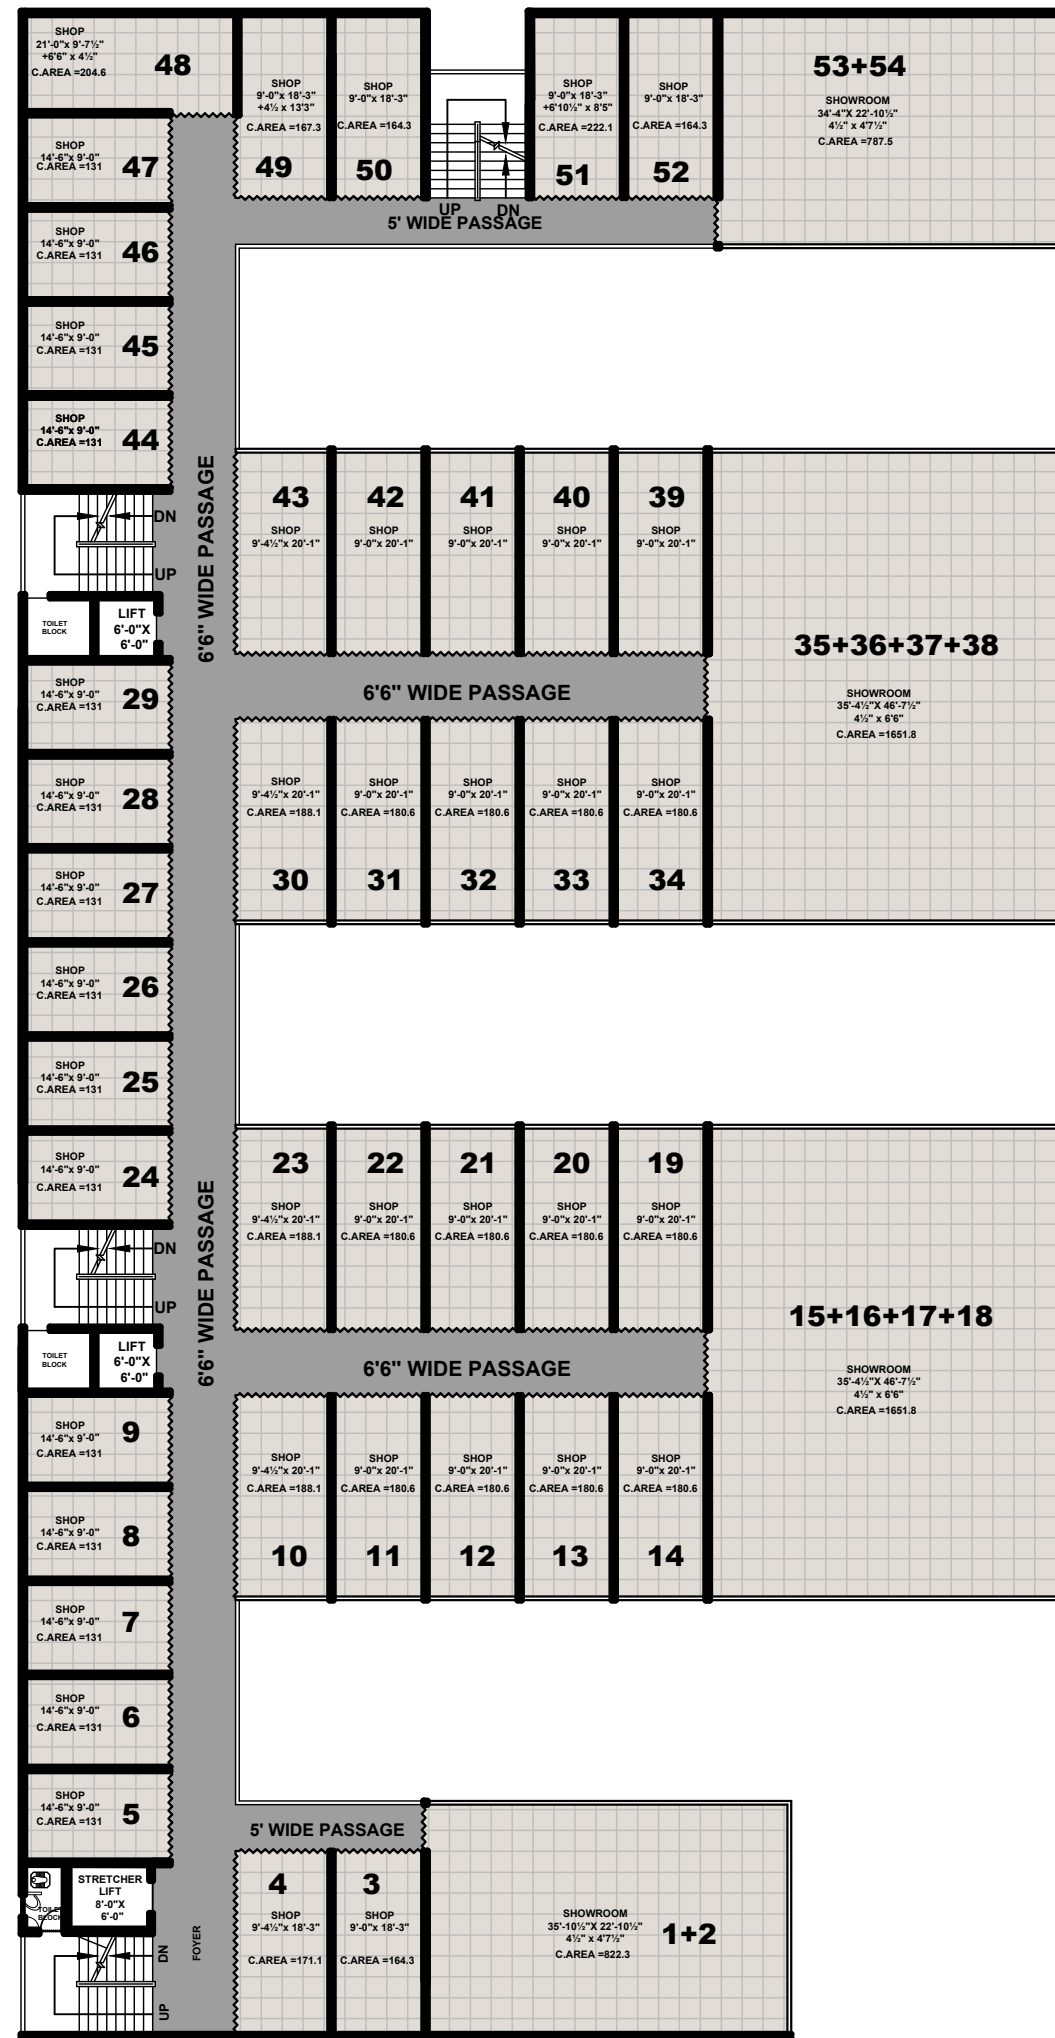 SHOP
21'-0"x 9'-7½"
+6'6" x 4½"
C.AREA =204.6
48
SHOP
9'-0"x 18'-3"
+4½ x 13'3"
C.AREA =167.3
49
SHOP
9'-0"x 18'-3"
C.AREA =164.3
50
UP
DN
SHOP
9'-0"x 18'-3"
+6'10½" x 8'5"
C.AREA =222.1
51
SHOP
9'-0"x 18'-3"
C.AREA =164.3
52
53+54
SHOWROOM
34'-4"X 22'-10½"
4½" x 4'7½"
C.AREA =787.5
5' WIDE PASSAGE
SHOP
14'-6"x 9'-0"
C.AREA =131
47
SHOP
14'-6"x 9'-0"
C.AREA =131
46
SHOP
14'-6"x 9'-0"
C.AREA =131
45
SHOP
14'-6"x 9'-0"
C.AREA =131
44
DN
UP
TOILET
BLOCK
LIFT
6'-0"X
6'-0"
6'6" WIDE PASSAGE
43
SHOP
9'-4½"x 20'-1"
42
SHOP
9'-0"x 20'-1"
41
SHOP
9'-0"x 20'-1"
40
SHOP
9'-0"x 20'-1"
39
SHOP
9'-0"x 20'-1"
35+36+37+38
SHOWROOM
35'-4½"X 46'-7½"
4½" x 6'6"
C.AREA =1651.8
6'6" WIDE PASSAGE
SHOP
14'-6"x 9'-0"
C.AREA =131
29
SHOP
14'-6"x 9'-0"
C.AREA =131
28
SHOP
14'-6"x 9'-0"
C.AREA =131
27
SHOP
14'-6"x 9'-0"
C.AREA =131
26
SHOP
14'-6"x 9'-0"
C.AREA =131
25
SHOP
14'-6"x 9'-0"
C.AREA =131
24
SHOP
9'-4½"x 20'-1"
C.AREA =188.1
30
SHOP
9'-0"x 20'-1"
C.AREA =180.6
31
SHOP
9'-0"x 20'-1"
C.AREA =180.6
32
SHOP
9'-0"x 20'-1"
C.AREA =180.6
33
SHOP
9'-0"x 20'-1"
C.AREA =180.6
34
23
SHOP
9'-4½"x 20'-1"
C.AREA =188.1
22
SHOP
9'-0"x 20'-1"
C.AREA =180.6
21
SHOP
9'-0"x 20'-1"
C.AREA =180.6
20
SHOP
9'-0"x 20'-1"
C.AREA =180.6
19
SHOP
9'-0"x 20'-1"
C.AREA =180.6
15+16+17+18
SHOWROOM
35'-4½"X 46'-7½"
4½" x 6'6"
C.AREA =1651.8
DN
UP
TOILET
BLOCK
LIFT
6'-0"X
6'-0"
6'6" WIDE PASSAGE
6'6" WIDE PASSAGE
SHOP
14'-6"x 9'-0"
C.AREA =131
9
SHOP
14'-6"x 9'-0"
C.AREA =131
8
SHOP
14'-6"x 9'-0"
C.AREA =131
7
SHOP
14'-6"x 9'-0"
C.AREA =131
6
SHOP
14'-6"x 9'-0"
C.AREA =131
5
SHOP
9'-4½"x 20'-1"
C.AREA =188.1
10
SHOP
9'-0"x 20'-1"
C.AREA =180.6
11
SHOP
9'-0"x 20'-1"
C.AREA =180.6
12
SHOP
9'-0"x 20'-1"
C.AREA =180.6
13
SHOP
9'-0"x 20'-1"
C.AREA =180.6
14
5' WIDE PASSAGE
STRETCHER
LIFT
8'-0"X
6'-0"
TOILET
BLOCK
DN
UP
FOYER
4
SHOP
9'-4½"x 18'-3"
C.AREA =171.1
3
SHOP
9'-0"x 18'-3"
C.AREA =164.3
SHOWROOM
35'-10½"X 22'-10½"
4½" x 4'7½"
C.AREA =822.3
1+2